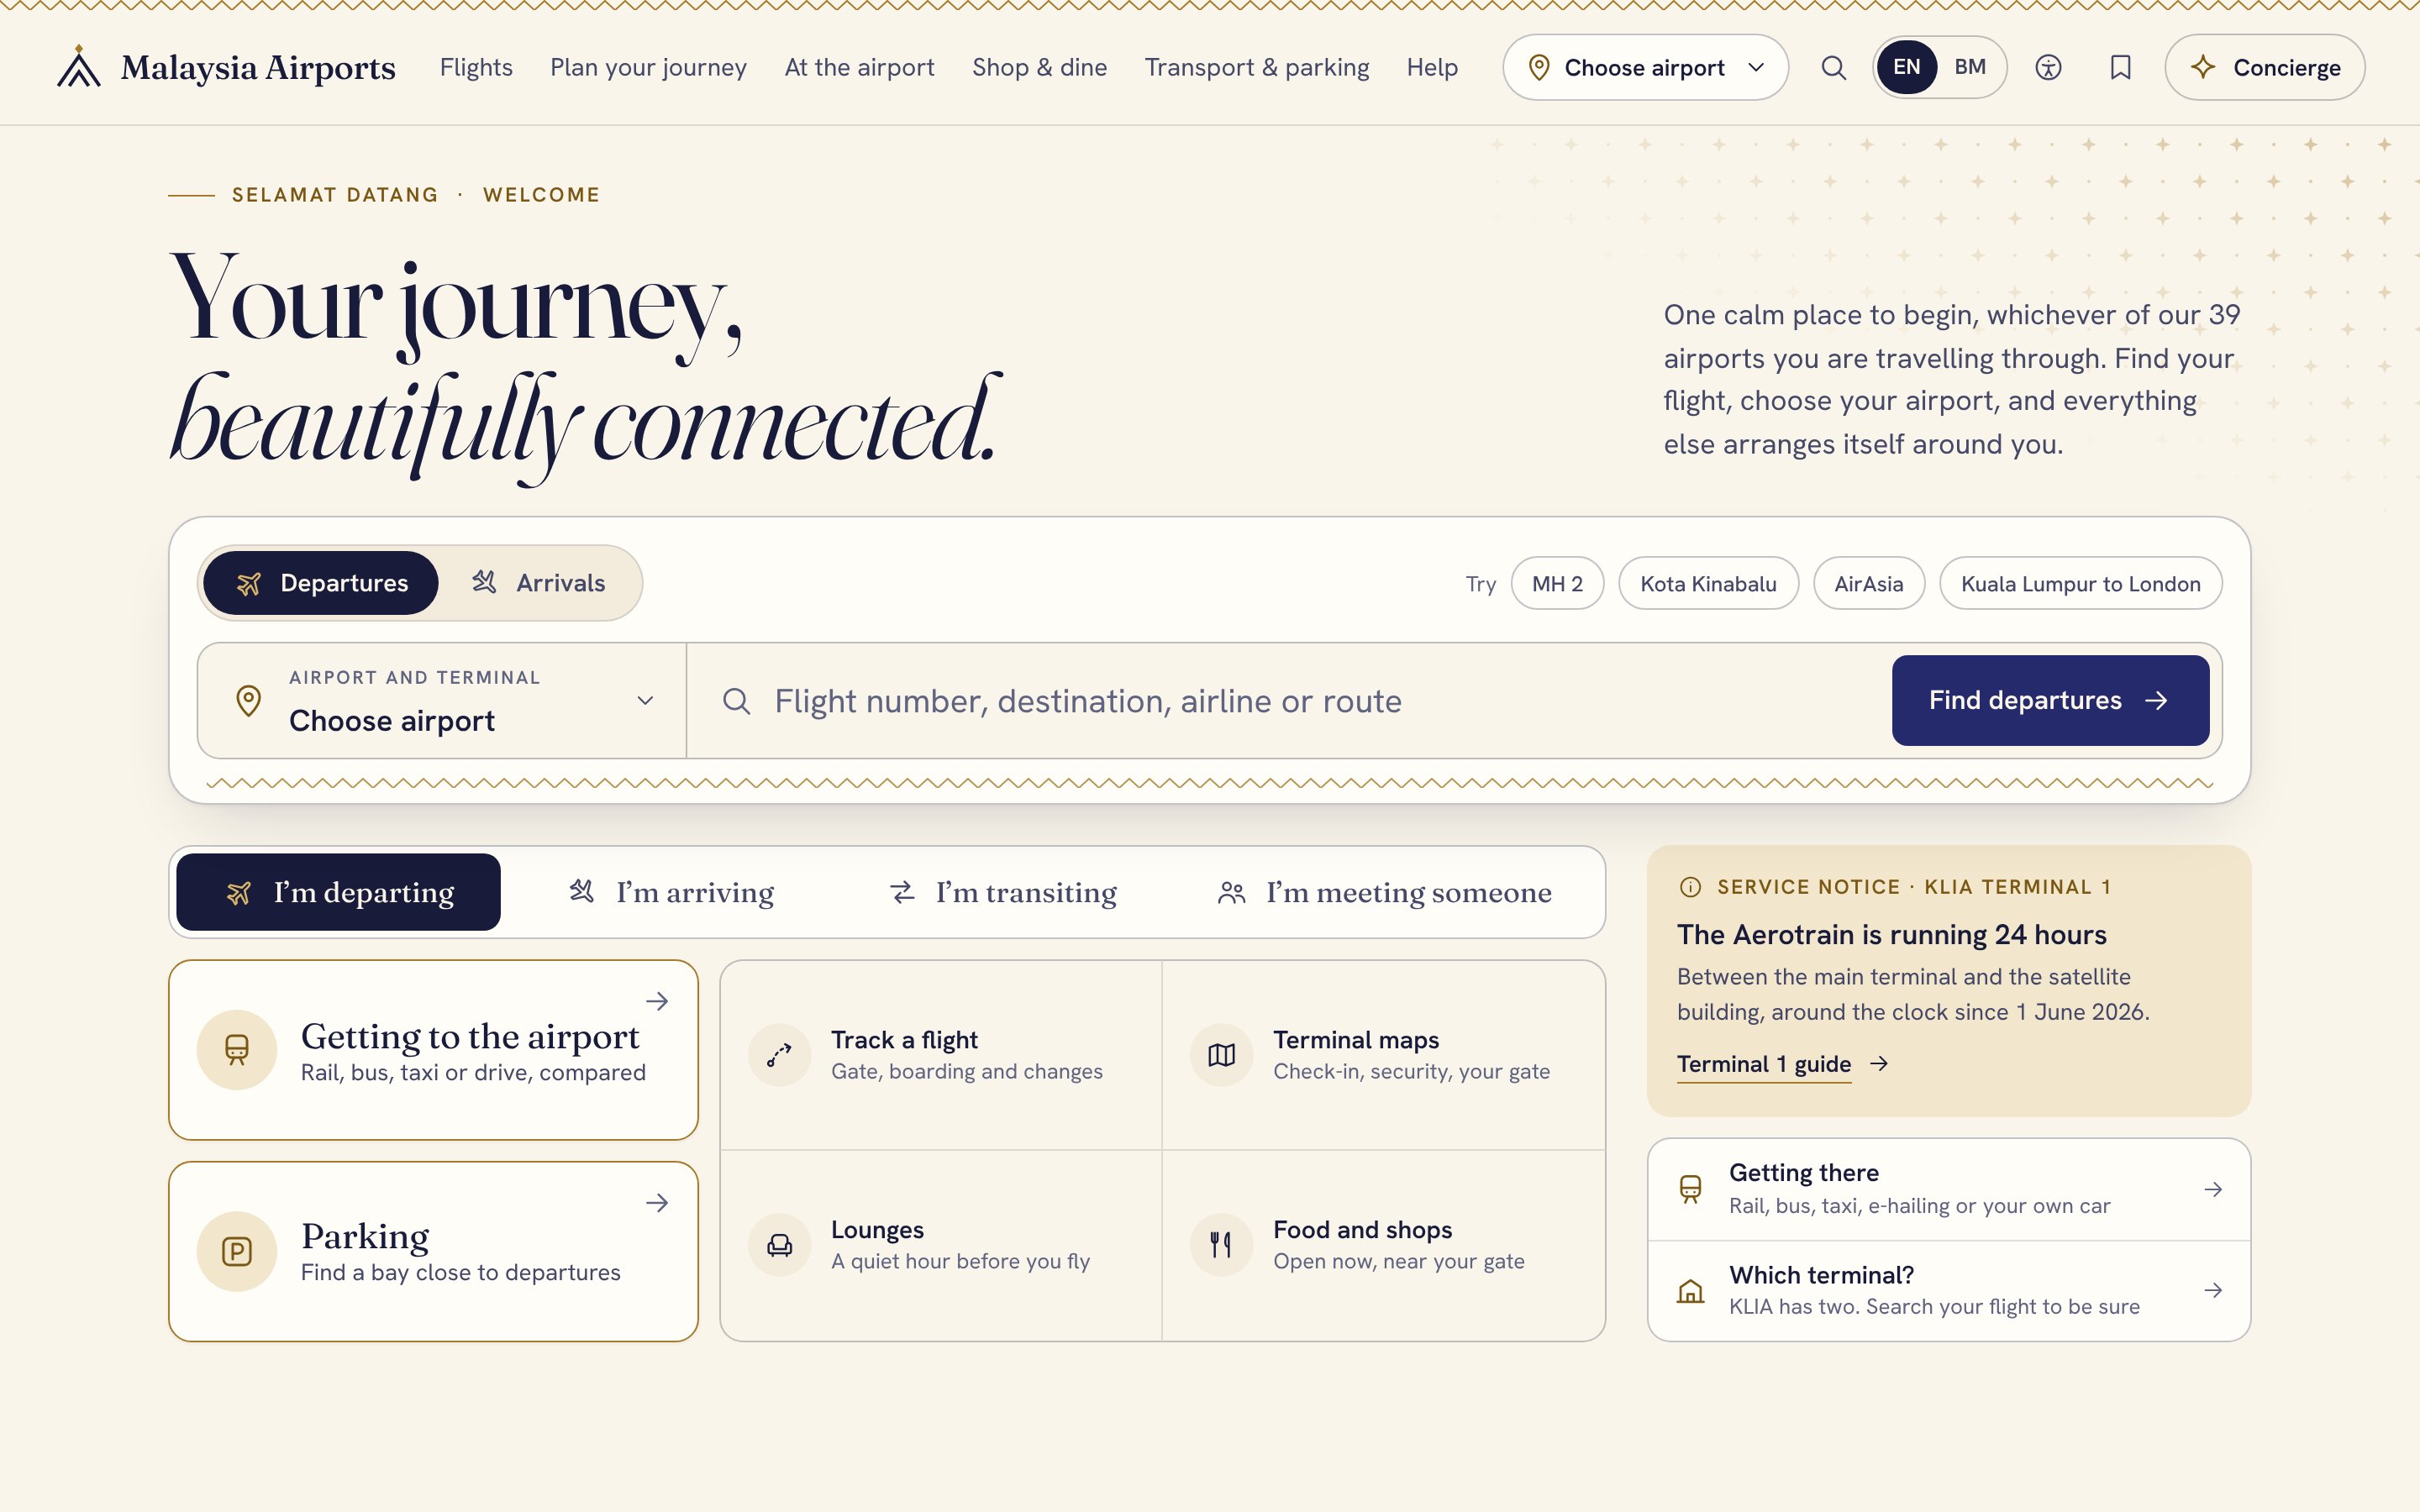 Malaysia Airports
Flights
Plan your journey
At the airport
Shop & dine
Transport & parking
Help
Choose airport
EN
BM
Concierge
SELAMAT DATANG · WELCOME
Your journey,
beautifully connected.
One calm place to begin, whichever of our 39
airports you are travelling through. Find your
flight, choose your airport, and everything
else arranges itself around you.
Departures
Arrivals
Try
MH 2
Kota Kinabalu
AirAsia
Kuala Lumpur to London
AIRPORT AND TERMINAL
Choose airport
Flight number, destination, airline or route
Find departures
I’m departing
I’m arriving
I’m transiting
I’m meeting someone
Getting to the airport
Rail, bus, taxi or drive, compared
Parking
Find a bay close to departures
Track a flight
Gate, boarding and changes
Terminal maps
Check-in, security, your gate
Lounges
A quiet hour before you fly
Food and shops
Open now, near your gate
SERVICE NOTICE · KLIA TERMINAL 1
The Aerotrain is running 24 hours
Between the main terminal and the satellite
building, around the clock since 1 June 2026.
Terminal 1 guide
Getting there
Rail, bus, taxi, e-hailing or your own car
Which terminal?
KLIA has two. Search your flight to be sure